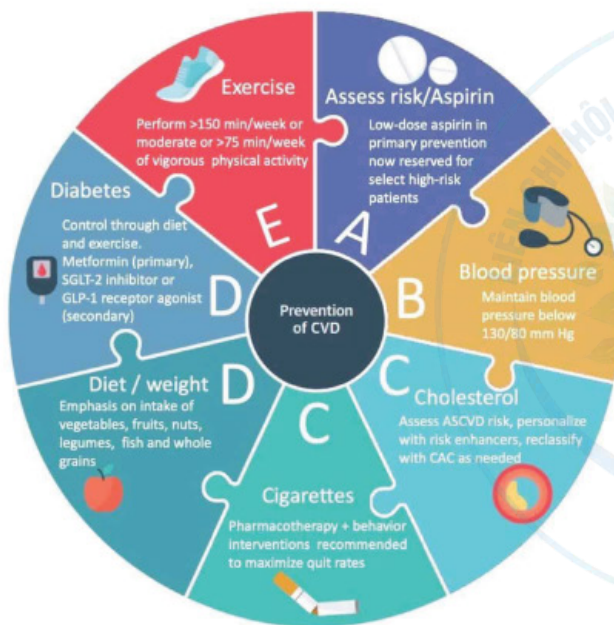 Exercise
Perform >150 min/week or
moderate or >75 min/week
of vigorous physical activity
E
Assess risk/Aspirin
Low-dose aspirin in
primary prevention
now reserved for
select high-risk
patients
A
Blood pressure
Maintain blood
pressure below
130/80 mm Hg
B
Cholesterol
Assess ASCVD risk, personalize
with risk enhancers, reclassify
with CAC as needed
C
Cigarettes
Pharmacotherapy + behavior
interventions recommended
to maximize quit rates
C
Diet / weight
Emphasis on intake of
vegetables, fruits, nuts,
legumes, fish and whole
grains
D
Diabetes
Control through diet
and exercise.
Metformin (primary),
SGLT-2 inhibitor or
GLP-1 receptor agonist
(secondary)
D
Prevention
of CVD
CHI HỘI